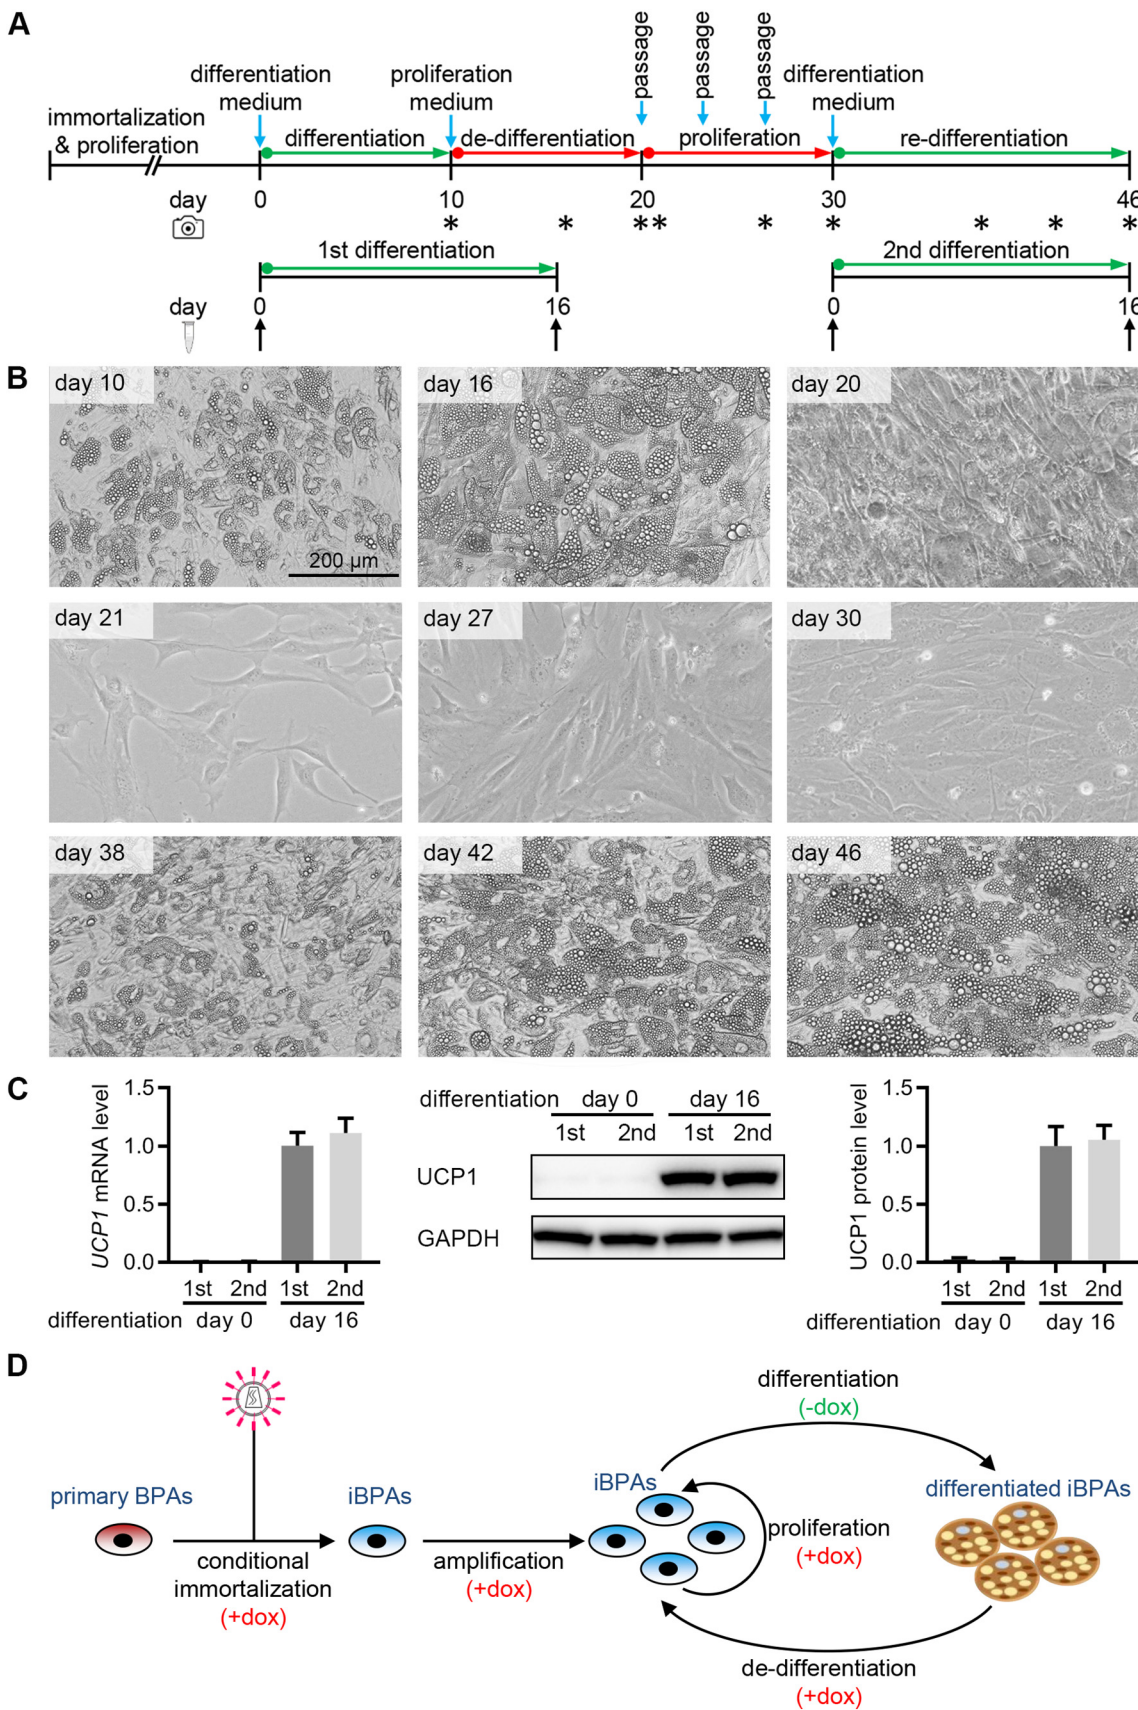 A
differentiation
medium
proliferation
medium
passage
passage
passage
differentiation
medium
immortalization
& proliferation
differentiation
de-differentiation
proliferation
re-differentiation
day
0
10
20
30
46
* * * * * * * * *
1st differentiation
2nd differentiation
day
0
16
0
16
B
day 10
200 µm
day 16
day 20
day 21
day 27
day 30
day 38
day 42
day 46
C
UCP1 mRNA level
1.5
1.0
0.5
0.0
1st 2nd 1st 2nd
differentiation day 0 day 16
differentiation day 0 day 16
1st 2nd 1st 2nd
UCP1
GAPDH
UCP1 protein level
1.5
1.0
0.5
0.0
1st 2nd 1st 2nd
differentiation day 0 day 16
D
primary BPAs
conditional
immortalization
(+dox)
iBPAs
amplification
(+dox)
iBPAs
proliferation
(+dox)
differentiation
(-dox)
differentiated iBPAs
de-differentiation
(+dox)